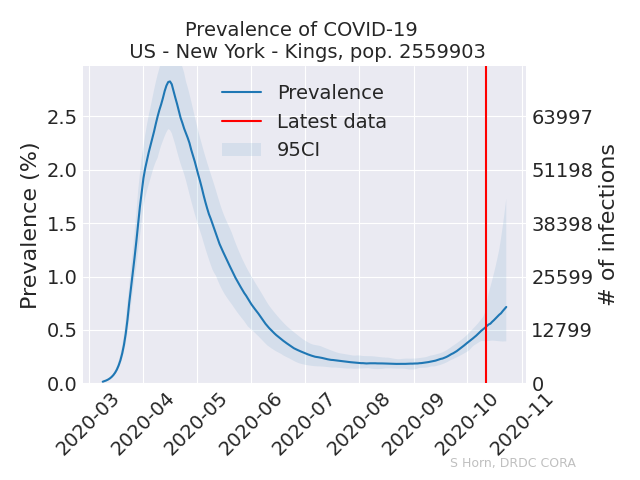 Prevalence of COVID-19
US - New York - Kings, pop. 2559903
Prevalence
Latest data
95CI
Prevalence (%)
2.5
2.0
1.5
1.0
0.5
0.0
63997
51198
38398
25599
12799
0
# of infections
2020-03
2020-04
2020-05
2020-06
2020-07
2020-08
2020-09
2020-10
2020-11
S Horn, DRDC CORA